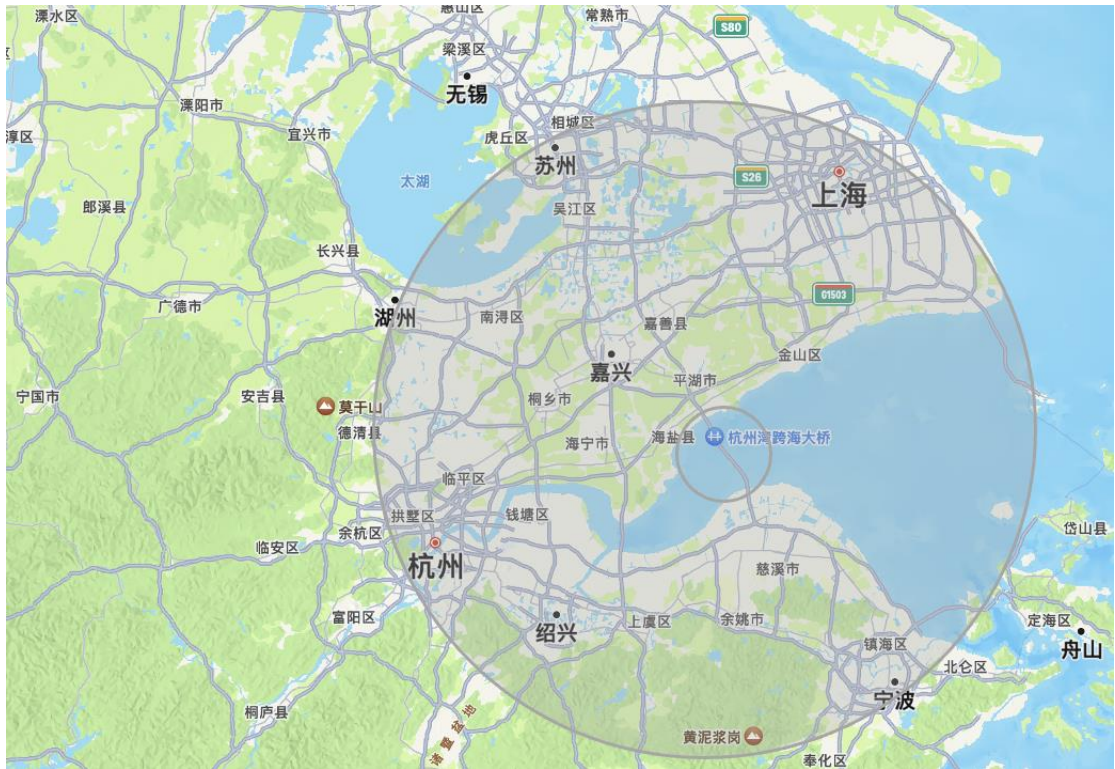 溧水区
惠山区
常熟市
S80
梁溪区
无锡
溧阳市
淳区
宜兴市
虎丘区
相城区
苏州
太湖
S26
上海
郎溪县
吴江区
长兴县
广德市
湖州
南浔区
G1503
嘉善县
金山区
嘉兴
平湖市
宁国市
安吉县
莫干山
桐乡市
德清县
海宁市
海盐县
杭州湾跨海大桥
临平区
拱墅区
钱塘区
余杭区
临安区
杭州
岱山县
慈溪市
富阳区
绍兴
上虞区
余姚市
定海区
镇海区
舟山
北仑区
宁波
桐庐县
诸暨盆地
黄泥浆岗
奉化区